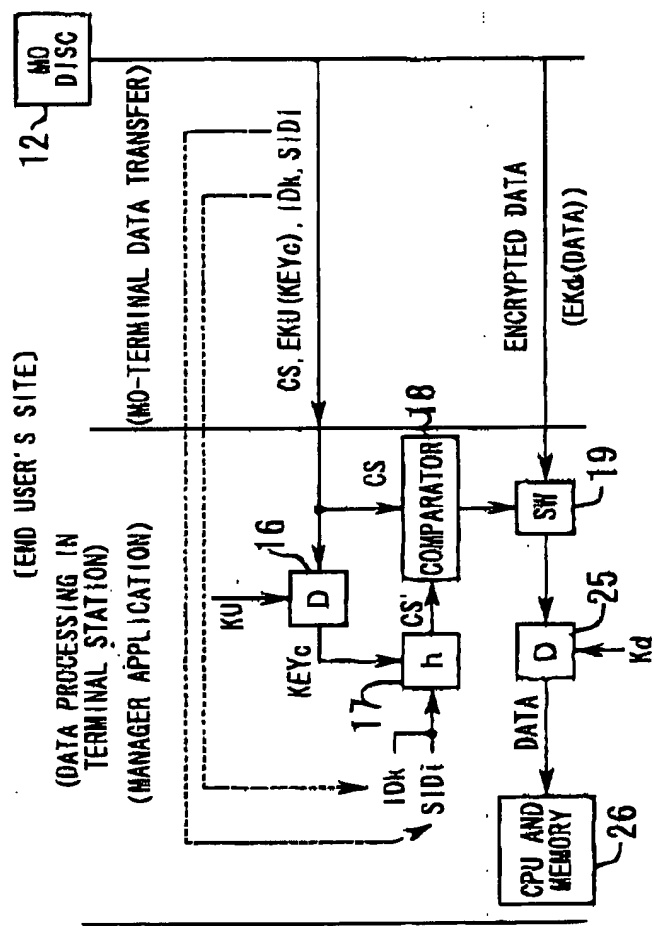 (END USER'S SITE)
(DATA PROCESSING IN
TERMINAL STATION)
(MANAGER APPLICATION)
(MO-TERMINAL DATA TRANSFER)
12
MO
DISC
KU
16
D
CS, EKU (KEYc), IDk, SIDi
KEYc
CS
17
h
CS'
COMPARATOR
18
IDk
SIDi
ENCRYPTED DATA
(EKd(DATA))
SW
19
DATA
D
25
Kd
CPU AND
MEMORY
26